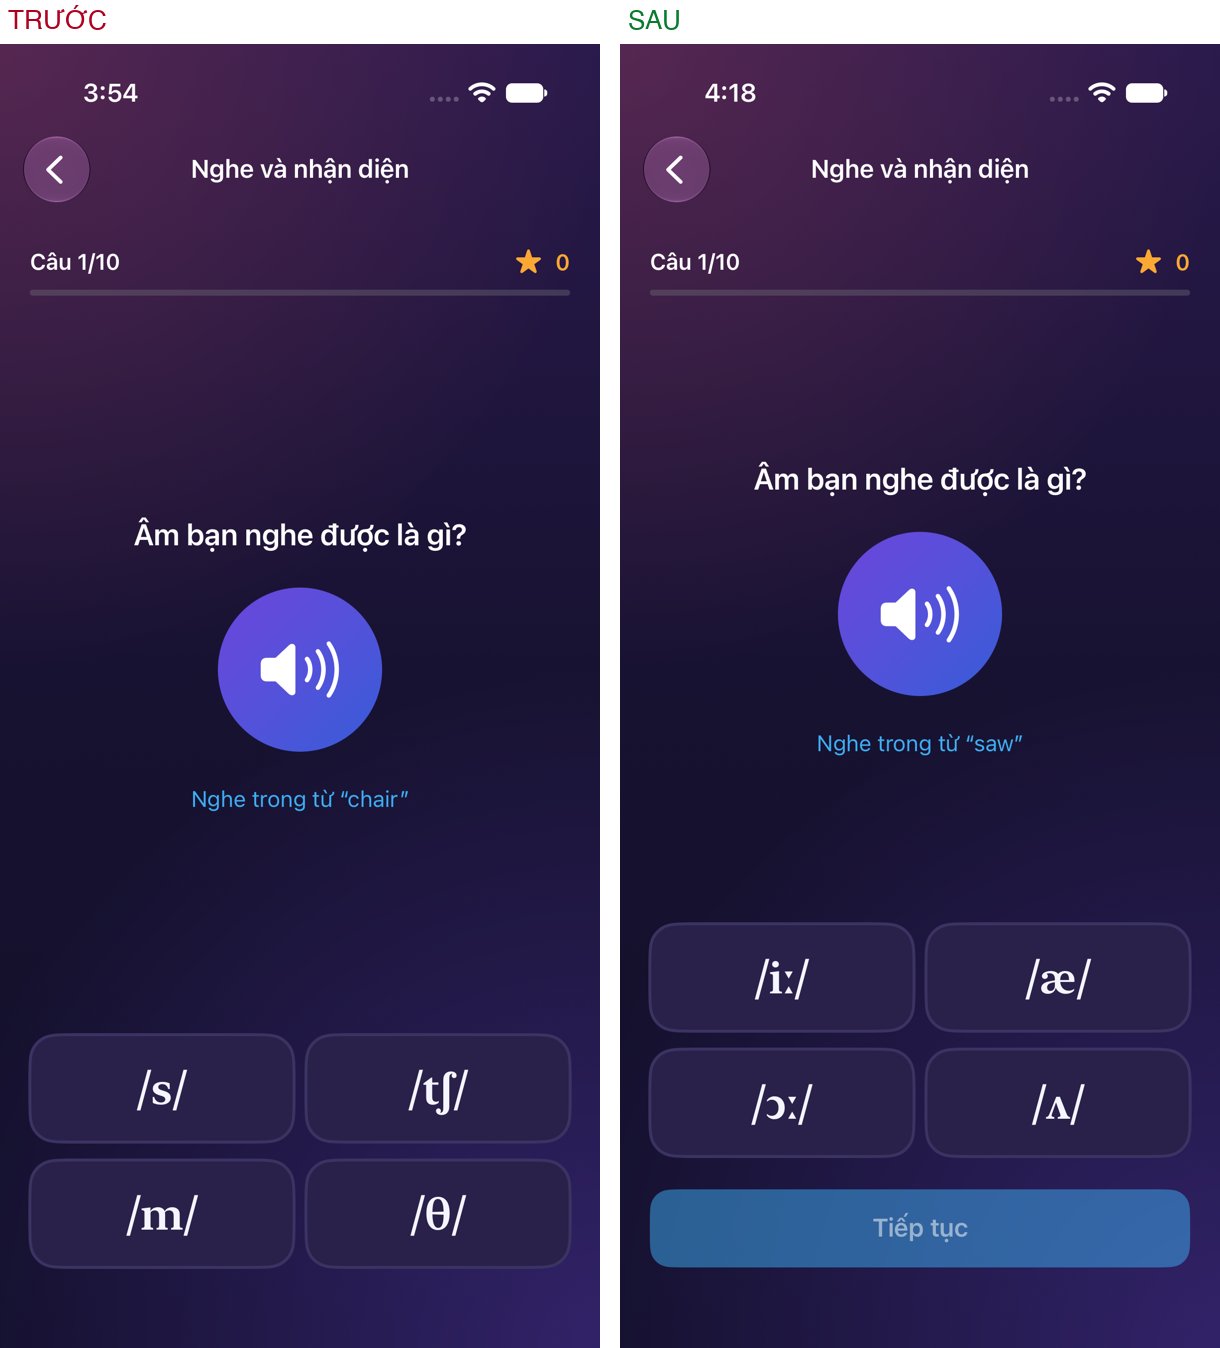 TRƯỚC
3:54
Nghe và nhận diện
Câu 1/10
0
Âm bạn nghe được là gì?
Nghe trong từ “chair”
/s/
/tʃ/
/m/
/θ/
SAU
4:18
Nghe và nhận diện
Câu 1/10
0
Âm bạn nghe được là gì?
Nghe trong từ “saw”
/iː/
/æ/
/ɔː/
/ʌ/
Tiếp tục